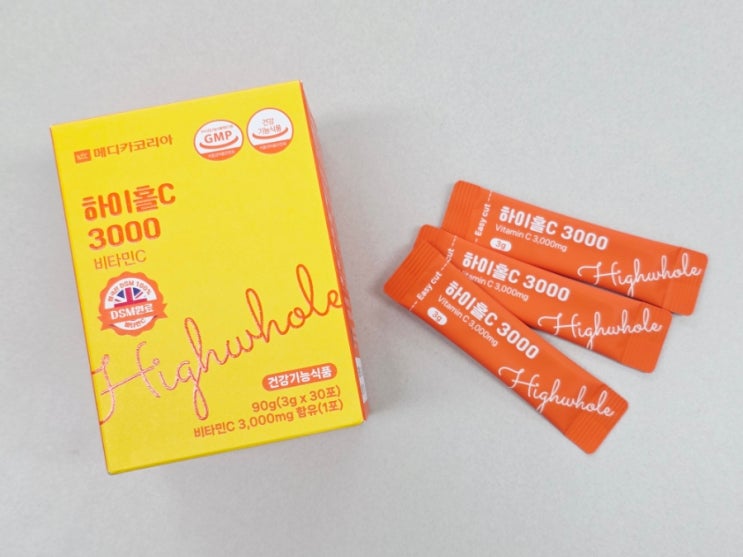 메디카코리아
GMP
건강
기능식품
하이홀C
3000
비타민C
DSM원료
Highwhole
건강기능식품
90g(3g x 30포)
비타민C 3,000mg 함유(1포)
Easy cut
하이홀C 3000
Vitamin C 3,000mg
3g
Highwhole
Easy cut
하이홀C 3000
Vitamin C 3,000mg
Highwhole
Easy cut
하이홀C 3000
Vitamin C 3,000mg
3g
Highwhole